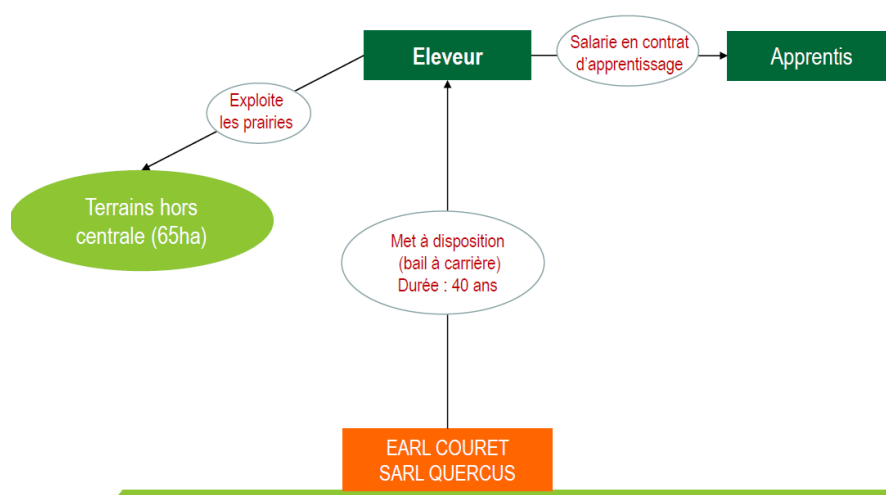 Eleveur
Salarie en contrat
d'apprentissage
Apprentis
Exploite
les prairies
Terrains hors
centrale (65ha)
Met à disposition
(bail à carrière)
Durée : 40 ans
EARL COURET
SARL QUERCUS